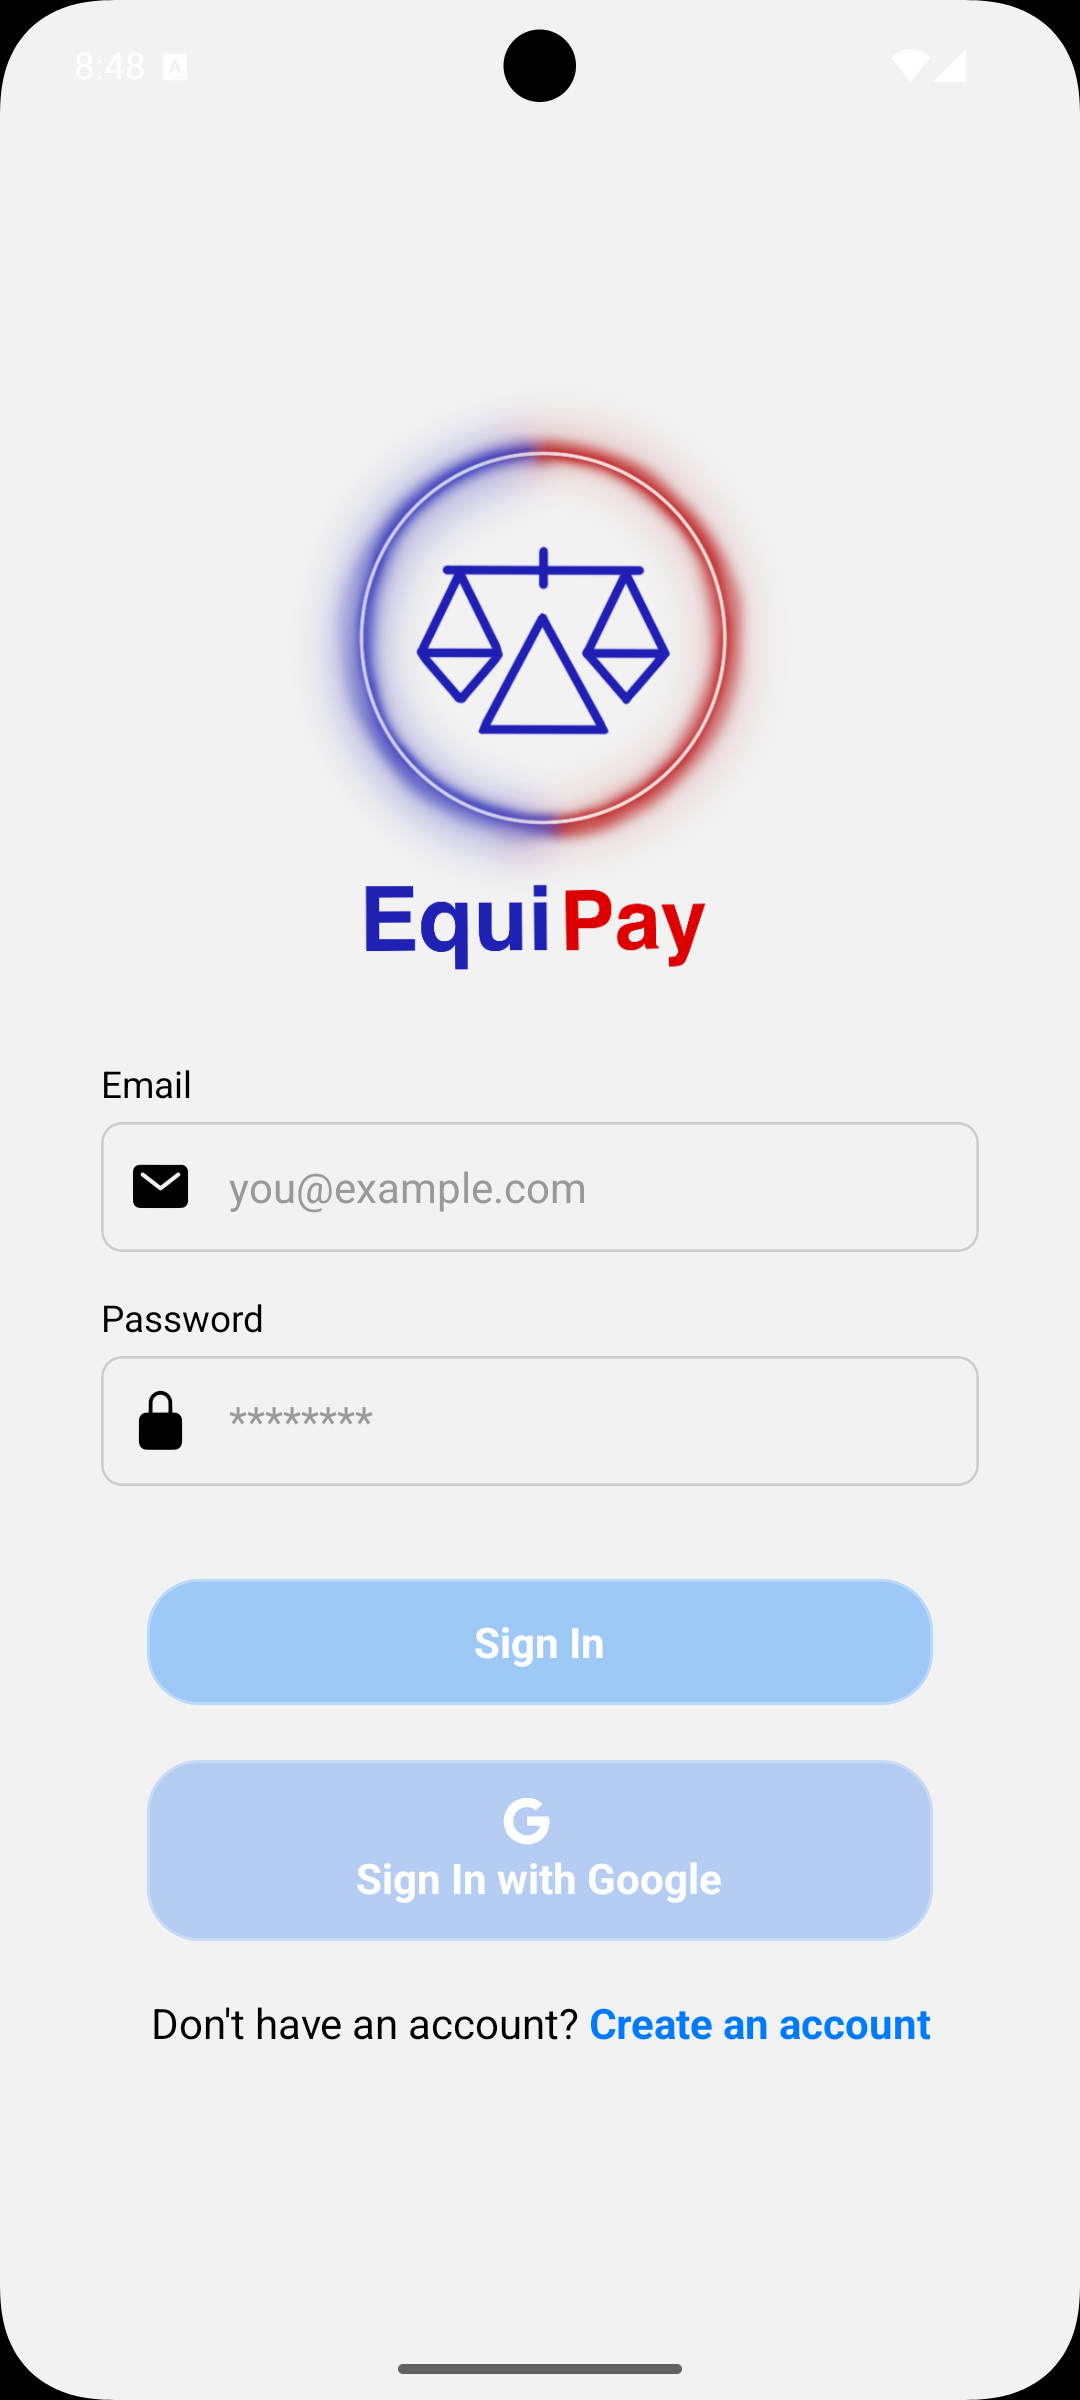 8:48
EquiPay
Email
you@example.com
Password
********
Sign In
Sign In with Google
Don't have an account? Create an account